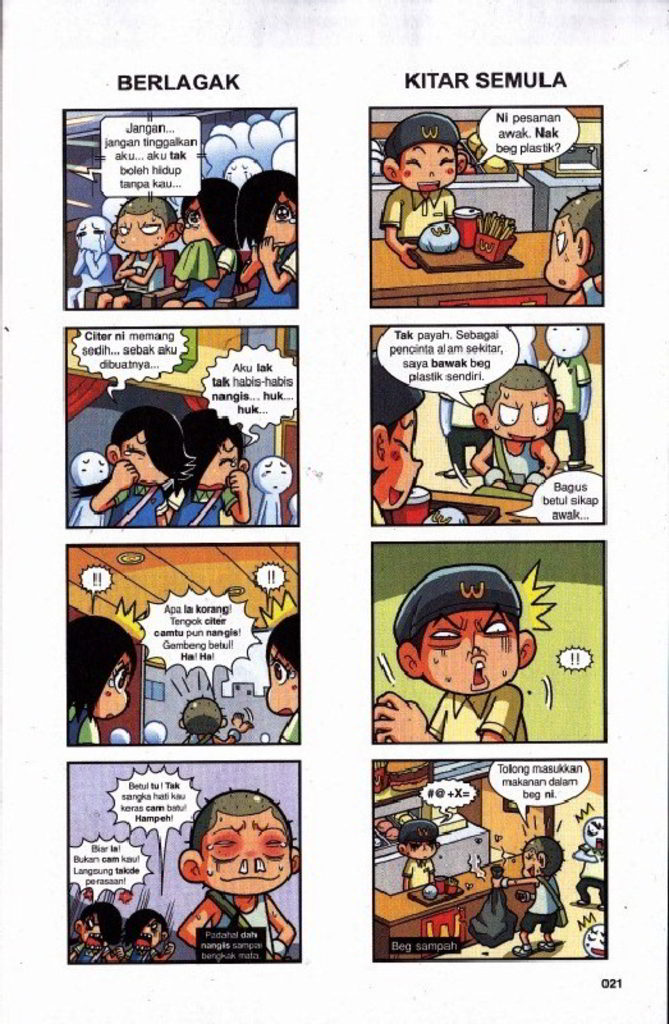 BERLAGAK
Jangan...
jangan tinggalkan
aku... aku tak
boleh hidup
tanpa kau...
Citer ni memang
sedih... sebak aku
dibuatnya...
Aku lak
talk habis-habis
nangis... huk...
huk...
!!
!!
Apa la korang!
Tengok citer
camtu pun nangis!
Gembeng betul!
Ha! Ha!
Betul tu! Tak
sangka hati kau
keras cam batu!
Hampeh!
Biar la!
Bukan cam kau!
Langsung takde
perasaan!
Padahal dah
nangis sampai
bengkak mata.
KITAR SEMULA
Ni pesanan
awak. Nak
beg plastik?
Tak payah. Sebagai
pencinta alam sekitar,
saya bawak beg
plastik sendiri.
Bagus
betul sikap
awak...
!!
#@+X=
Tolong masukkan
makanan dalam
beg ni.
Beg sampah
021